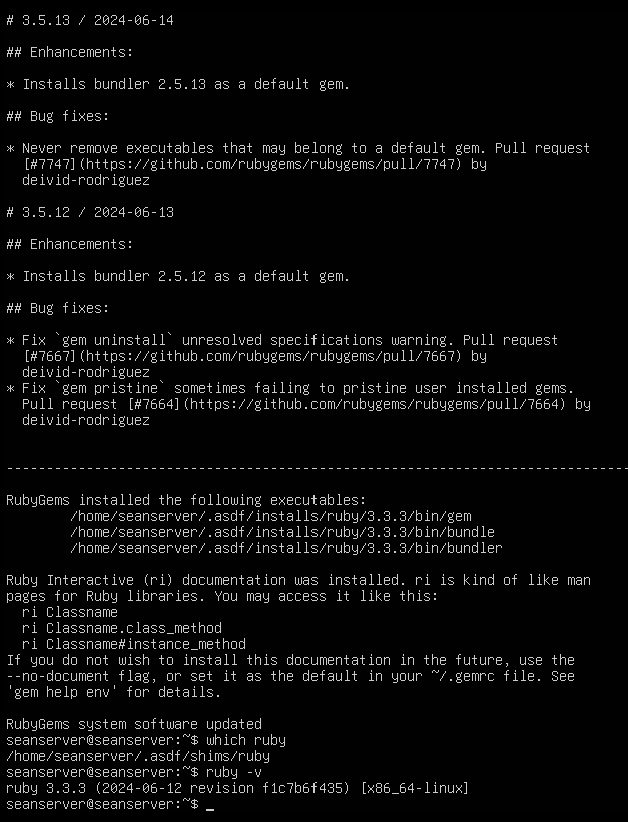 # 3.5.13 / 2024-06-14
## Enhancements:
* Installs bundler 2.5.13 as a default gem.
## Bug fixes:
* Never remove executables that may belong to a default gem. Pull request
[#7747](https://github.com/rubygems/rubygems/pull/7747) by
deivid-rodriguez
# 3.5.12 / 2024-06-13
## Enhancements:
* Installs bundler 2.5.12 as a default gem.
## Bug fixes:
* Fix `gem uninstall` unresolved specifications warning. Pull request
[#7667](https://github.com/rubygems/rubygems/pull/7667) by
deivid-rodriguez
* Fix `gem pristine` sometimes failing to pristine user installed gems.
Pull request [#7664](https://github.com/rubygems/rubygems/pull/7664) by
deivid-rodriguez
------------------------------------------------------------------------------
RubyGems installed the following executables:
/home/seanserver/.asdf/installs/ruby/3.3.3/bin/gem
/home/seanserver/.asdf/installs/ruby/3.3.3/bin/bundle
/home/seanserver/.asdf/installs/ruby/3.3.3/bin/bundler
Ruby Interactive (ri) documentation was installed. ri is kind of like man
pages for Ruby libraries. You may access it like this:
ri Classname
ri Classname.class_method
ri Classname#instance_method
If you do not wish to install this documentation in the future, use the
--no-document flag, or set it as the default in your ~/.gemrc file. See
'gem help env' for details.
RubyGems system software updated
seanserver@seanserver:~$ which ruby
/home/seanserver/.asdf/shims/ruby
seanserver@seanserver:~$ ruby -v
ruby 3.3.3 (2024-06-12 revision f1c7b6f435) [x86_64-linux]
seanserver@seanserver:~$ _